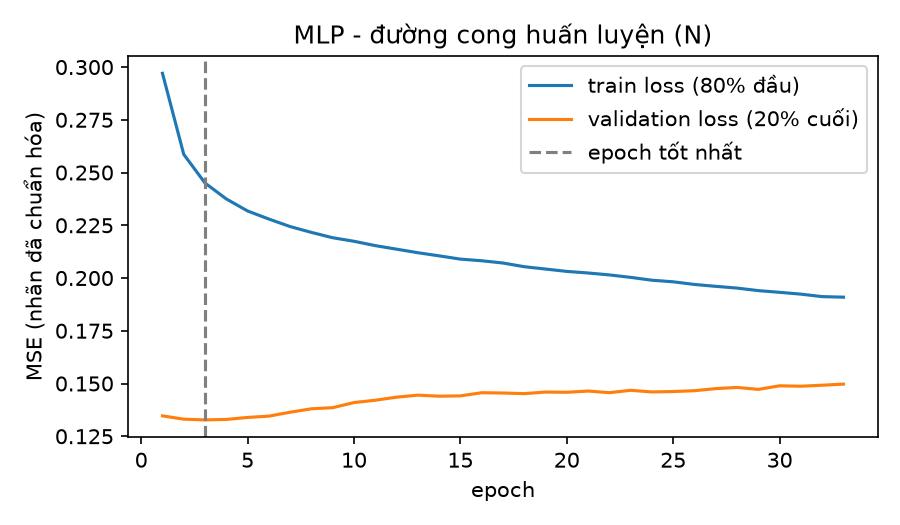 MLP - đường cong huấn luyện (N)
train loss (80% đầu)
validation loss (20% cuối)
epoch tốt nhất
MSE (nhãn đã chuẩn hóa)
0.300
0.275
0.250
0.225
0.200
0.175
0.150
0.125
0 5 10 15 20 25 30
epoch